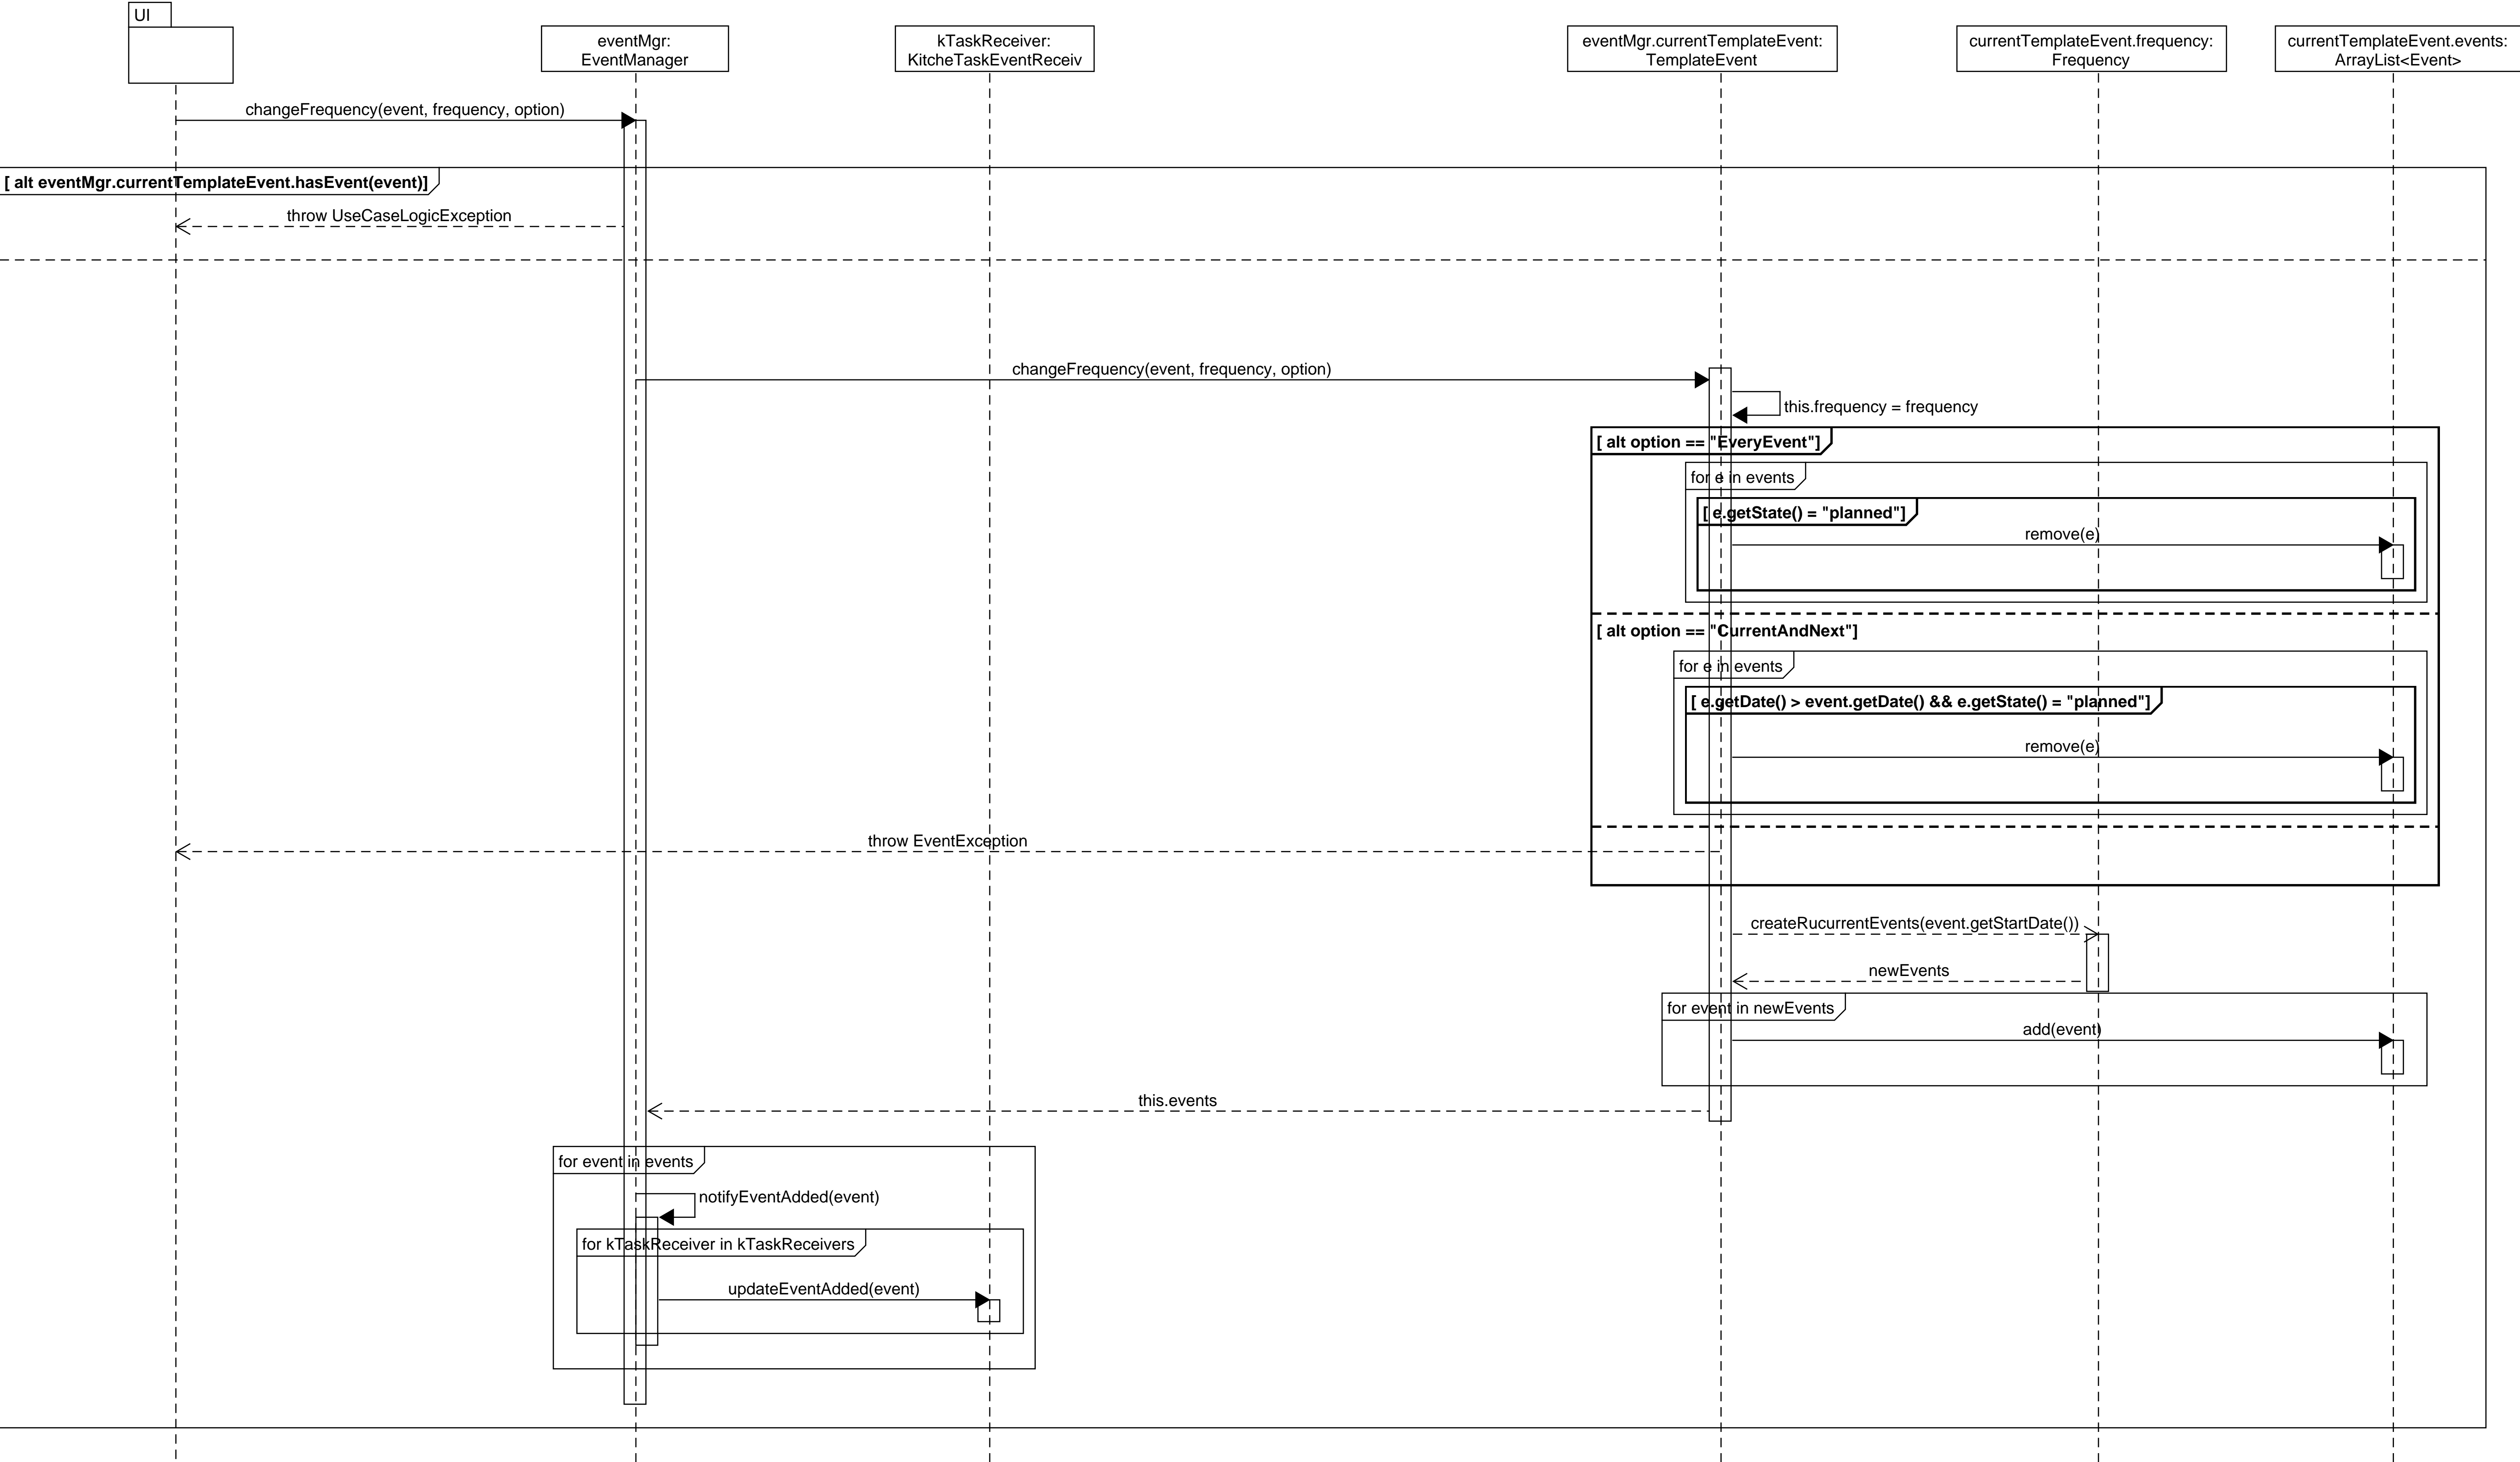 UI
eventMgr:
EventManager
kTaskReceiver:
KitcheTaskEventReceiv
eventMgr.currentTemplateEvent:
TemplateEvent
currentTemplateEvent.frequency:
Frequency
currentTemplateEvent.events:
ArrayList<Event>
changeFrequency(event, frequency, option)
[ alt eventMgr.currentTemplateEvent.hasEvent(event)]
throw UseCaseLogicException
changeFrequency(event, frequency, option)
this.frequency = frequency
[ alt option == "EveryEvent"]
for e in events
[ e.getState() = "planned"]
remove(e)
[ alt option == "CurrentAndNext"]
for e in events
[ e.getDate() > event.getDate() && e.getState() = "planned"]
remove(e)
throw EventException
createRucurrentEvents(event.getStartDate())
newEvents
for event in newEvents
add(event)
this.events
for event in events
notifyEventAdded(event)
for kTaskReceiver in kTaskReceivers
updateEventAdded(event)